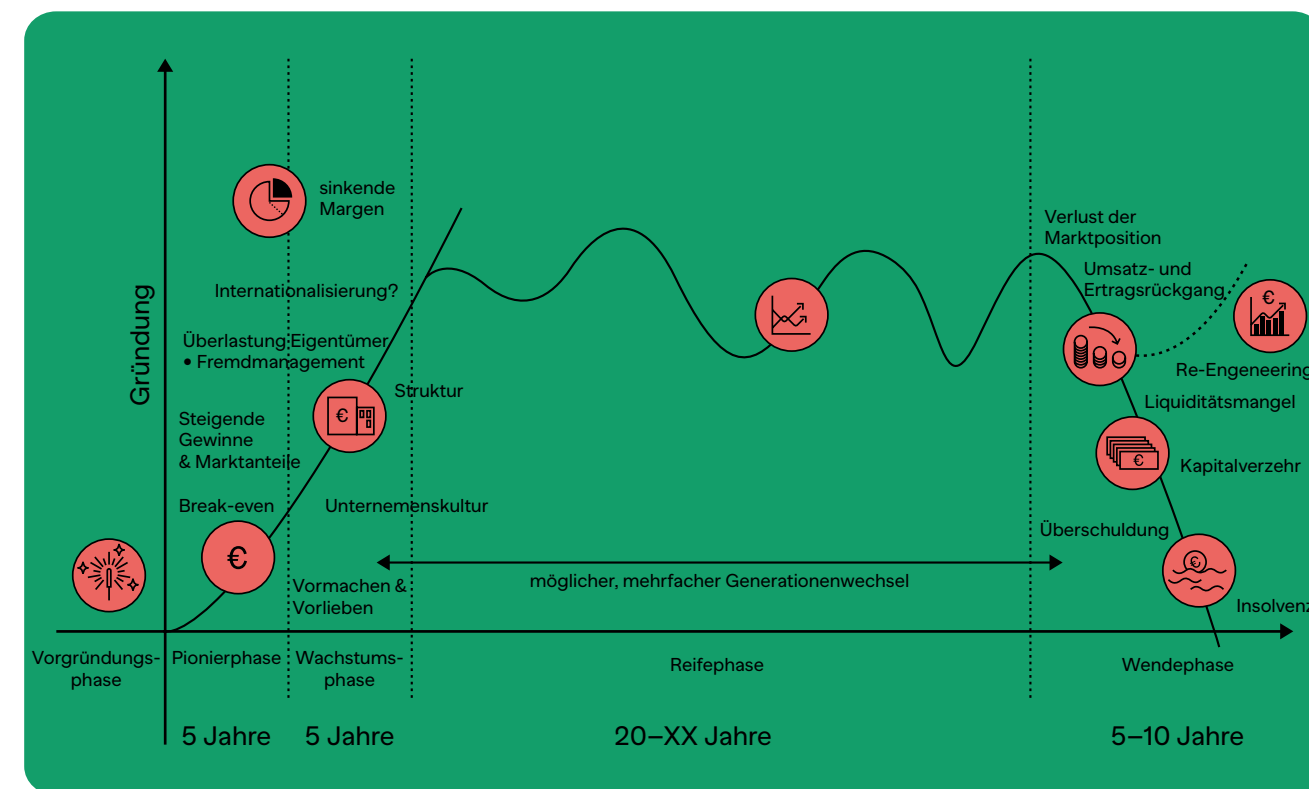 sinkende
Margen
Verlust der
Marktposition
Umsatz- und
Ertragsrückgang
Internationalisierung?
€
Gründung
Überlastung Eigentümer
• Fremdmanagement
Re-Engeneering
Struktur
Liquiditätsmangel
€
Steigende
Gewinne
& Marktanteile
€
Kapitalverzehr
Break-even
Unternemenskultur
Überschuldung
€
€
möglicher, mehrfacher Generationenwechsel
Vormachen &
Vorlieben
Insolvenz
Vorgründungs-
phase
Pionierphase
Wachstums-
phase
Reifephase
Wendephase
5 Jahre
5 Jahre
20–XX Jahre
5–10 Jahre